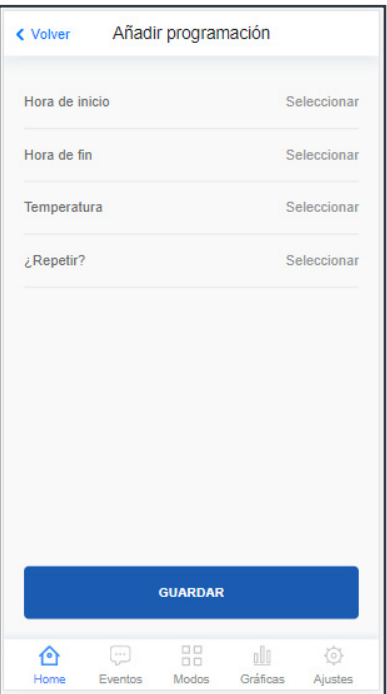 Volver Añadir programación
Hora de inicio Seleccionar
Hora de fin Seleccionar
Temperatura Seleccionar
¿Repetir? Seleccionar
GUARDAR
Home Eventos Modos Gráficas Ajustes